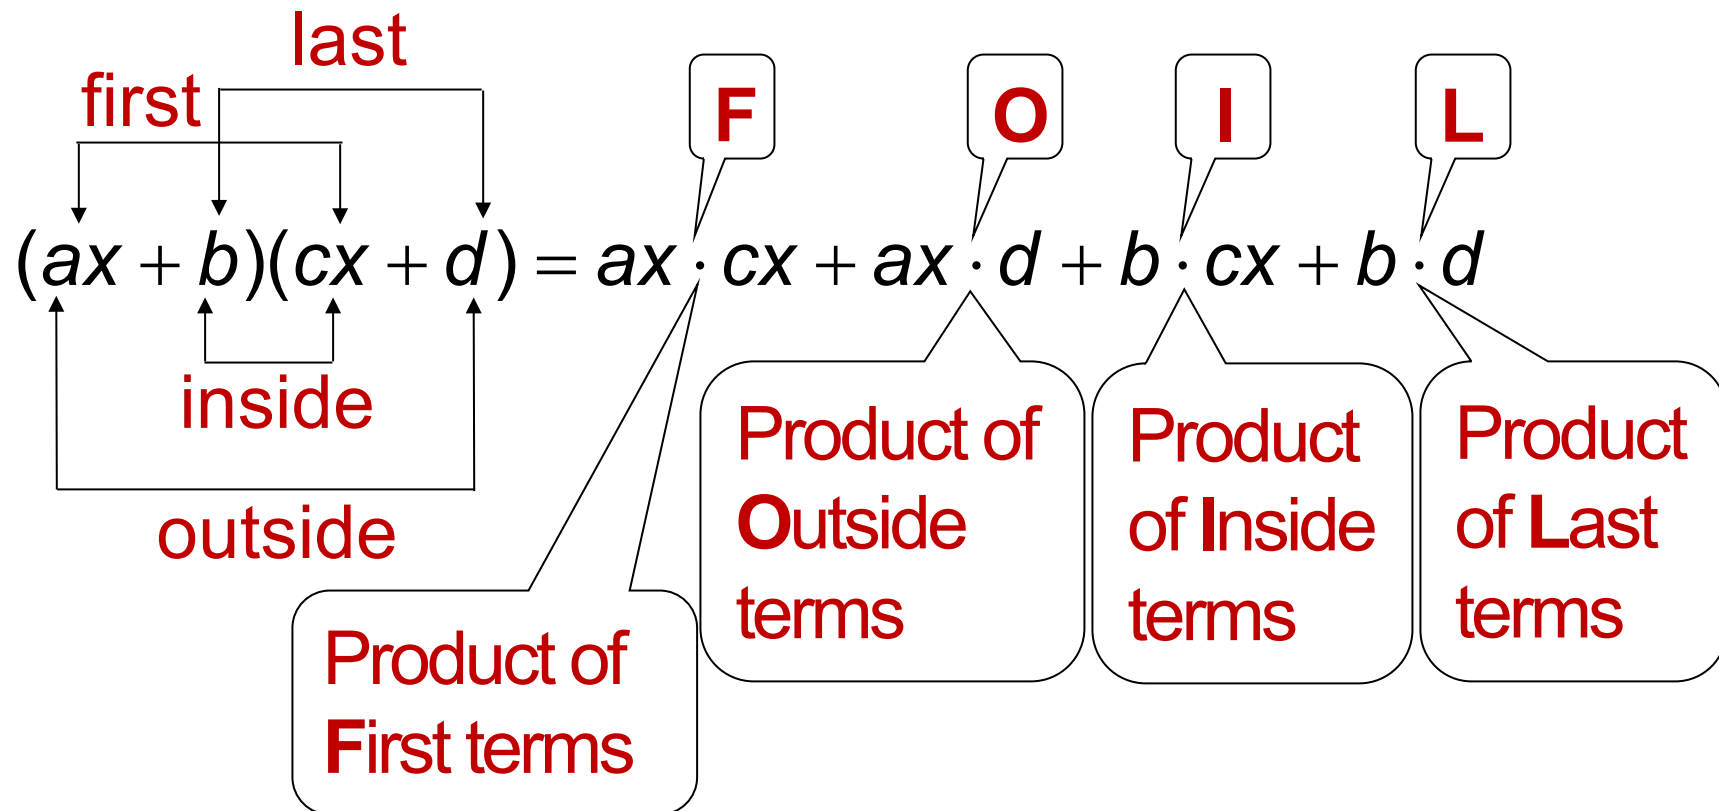 last
first
F O I L
(ax + b)(cx + d) = ax · cx + ax · d + b · cx + b · d
inside
outside
Product of
First terms
Product of
Outside
terms
Product
of Inside
terms
Product
of Last
terms